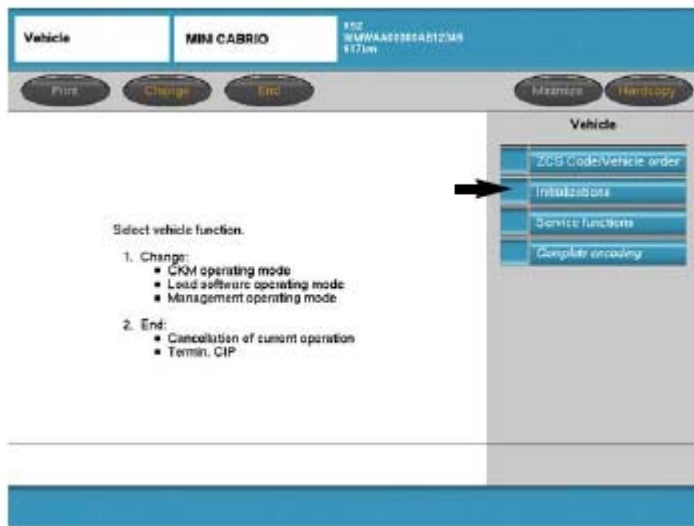 Vehicle
MINI CABRIO
R52
617km
Print
Change
End
Minimize
Hardcopy
Vehicle
ZCS Code/Vehicle order
Initializations
Service functions
Complete encoding
Select vehicle function.
1. Change:
■ CKM operating mode
■ Load software operating mode
■ Management operating mode
2. End:
■ Cancellation of current operation
■ Termin. CIP